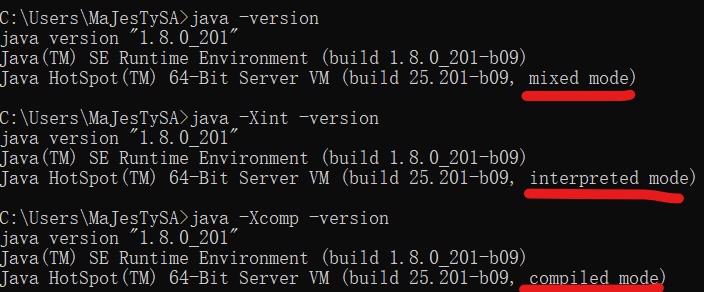 C:\Users\MaJesTySA>java -version
java version "1.8.0_201"
Java(TM) SE Runtime Environment (build 1.8.0_201-b09)
Java HotSpot(TM) 64-Bit Server VM (build 25.201-b09, mixed mode)
C:\Users\MaJesTySA>java -Xint -version
java version "1.8.0_201"
Java(TM) SE Runtime Environment (build 1.8.0_201-b09)
Java HotSpot(TM) 64-Bit Server VM (build 25.201-b09, interpreted mode)
C:\Users\MaJesTySA>java -Xcomp -version
java version "1.8.0_201"
Java(TM) SE Runtime Environment (build 1.8.0_201-b09)
Java HotSpot(TM) 64-Bit Server VM (build 25.201-b09, compiled mode)